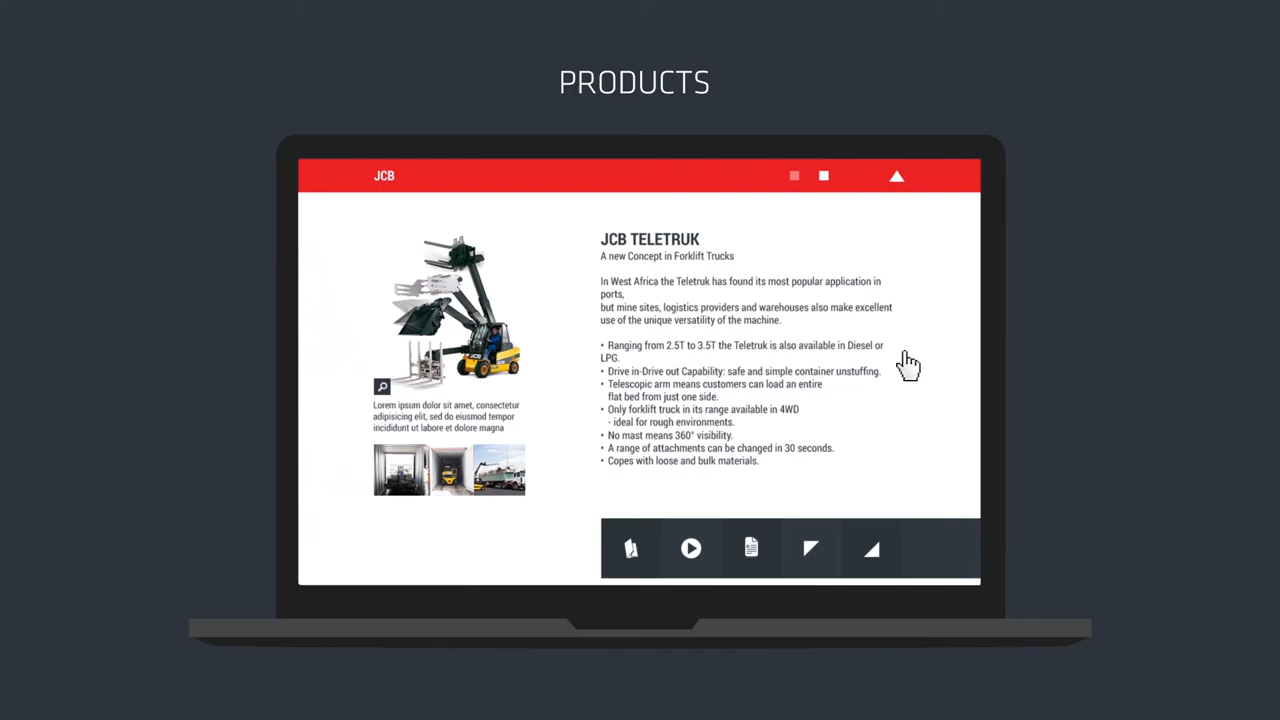 PRODUCTS
JCB
JCB TELETRUK
A new Concept in Forklift Trucks
In West Africa the Teletruk has found its most popular application in
ports,
but mine sites, logistics providers and warehouses also make excellent
use of the unique versatility of the machine.
• Ranging from 2.5T to 3.5T the Teletruk is also available in Diesel or
LPG.
• Drive in-Drive out Capability: safe and simple container unstuffing.
• Telescopic arm means customers can load an entire
flat bed from just one side.
• Only forklift truck in its range available in 4WD
- ideal for rough environments.
• No mast means 360° visibility.
• A range of attachments can be changed in 30 seconds.
• Copes with loose and bulk materials.
JCB
Lorem ipsum dolor sit amet, consectetur
adipisicing elit, sed do eiusmod tempor
incididunt ut labore et dolore magna